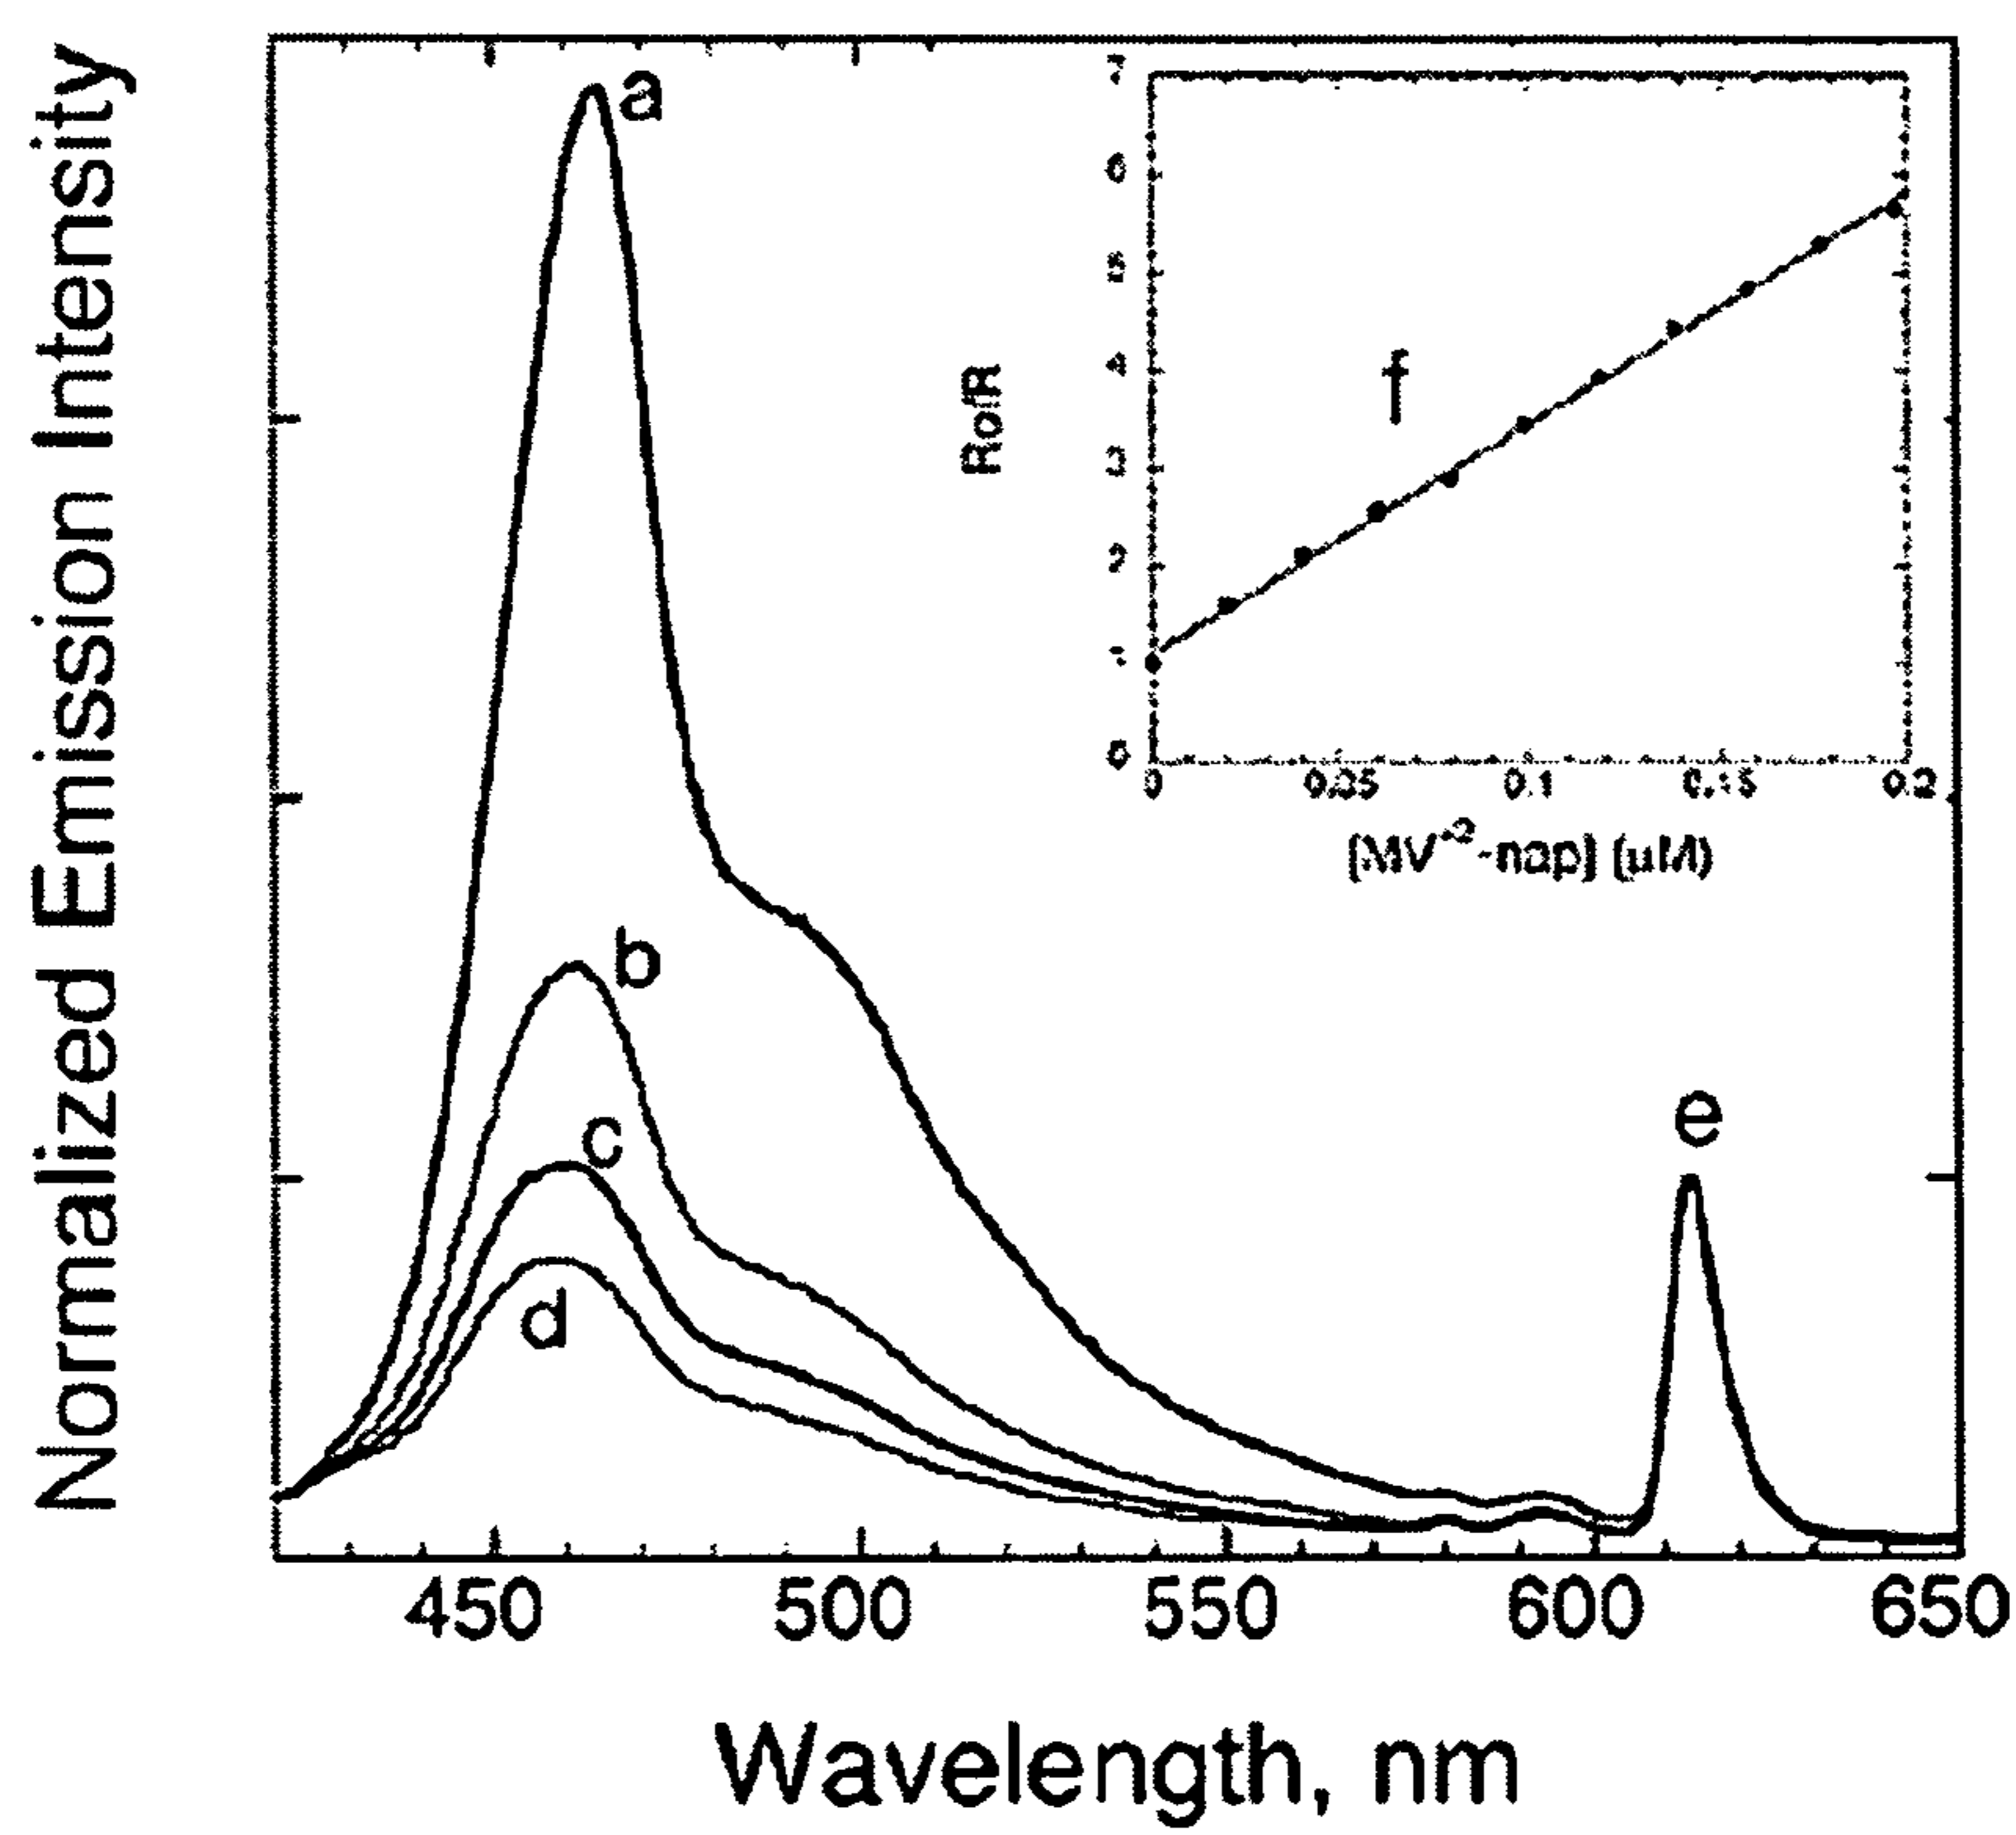 Normalized Emission Intensity
a
b
c
d
e
f
7
6
5
4
3
2
1
0
Ro/R
0 0.05 0.1 0.15 0.2
[MV+2-nap] (µM)
450 500 550 600 650
Wavelength, nm